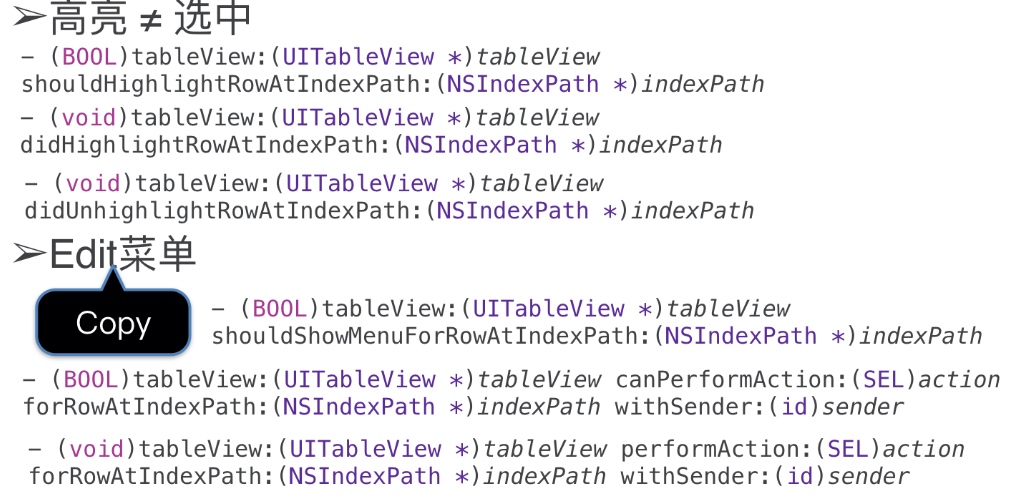 ➢高亮 ≠ 选中
- (BOOL)tableView:(UITableView *)tableView
shouldHighlightRowAtIndexPath:(NSIndexPath *)indexPath
- (void)tableView:(UITableView *)tableView
didHighlightRowAtIndexPath:(NSIndexPath *)indexPath
- (void)tableView:(UITableView *)tableView
didUnhighlightRowAtIndexPath:(NSIndexPath *)indexPath
➢Edit菜单
Copy
- (BOOL)tableView:(UITableView *)tableView
shouldShowMenuForRowAtIndexPath:(NSIndexPath *)indexPath
- (BOOL)tableView:(UITableView *)tableView canPerformAction:(SEL)action
forRowAtIndexPath:(NSIndexPath *)indexPath withSender:(id)sender
- (void)tableView:(UITableView *)tableView performAction:(SEL)action
forRowAtIndexPath:(NSIndexPath *)indexPath withSender:(id)sender